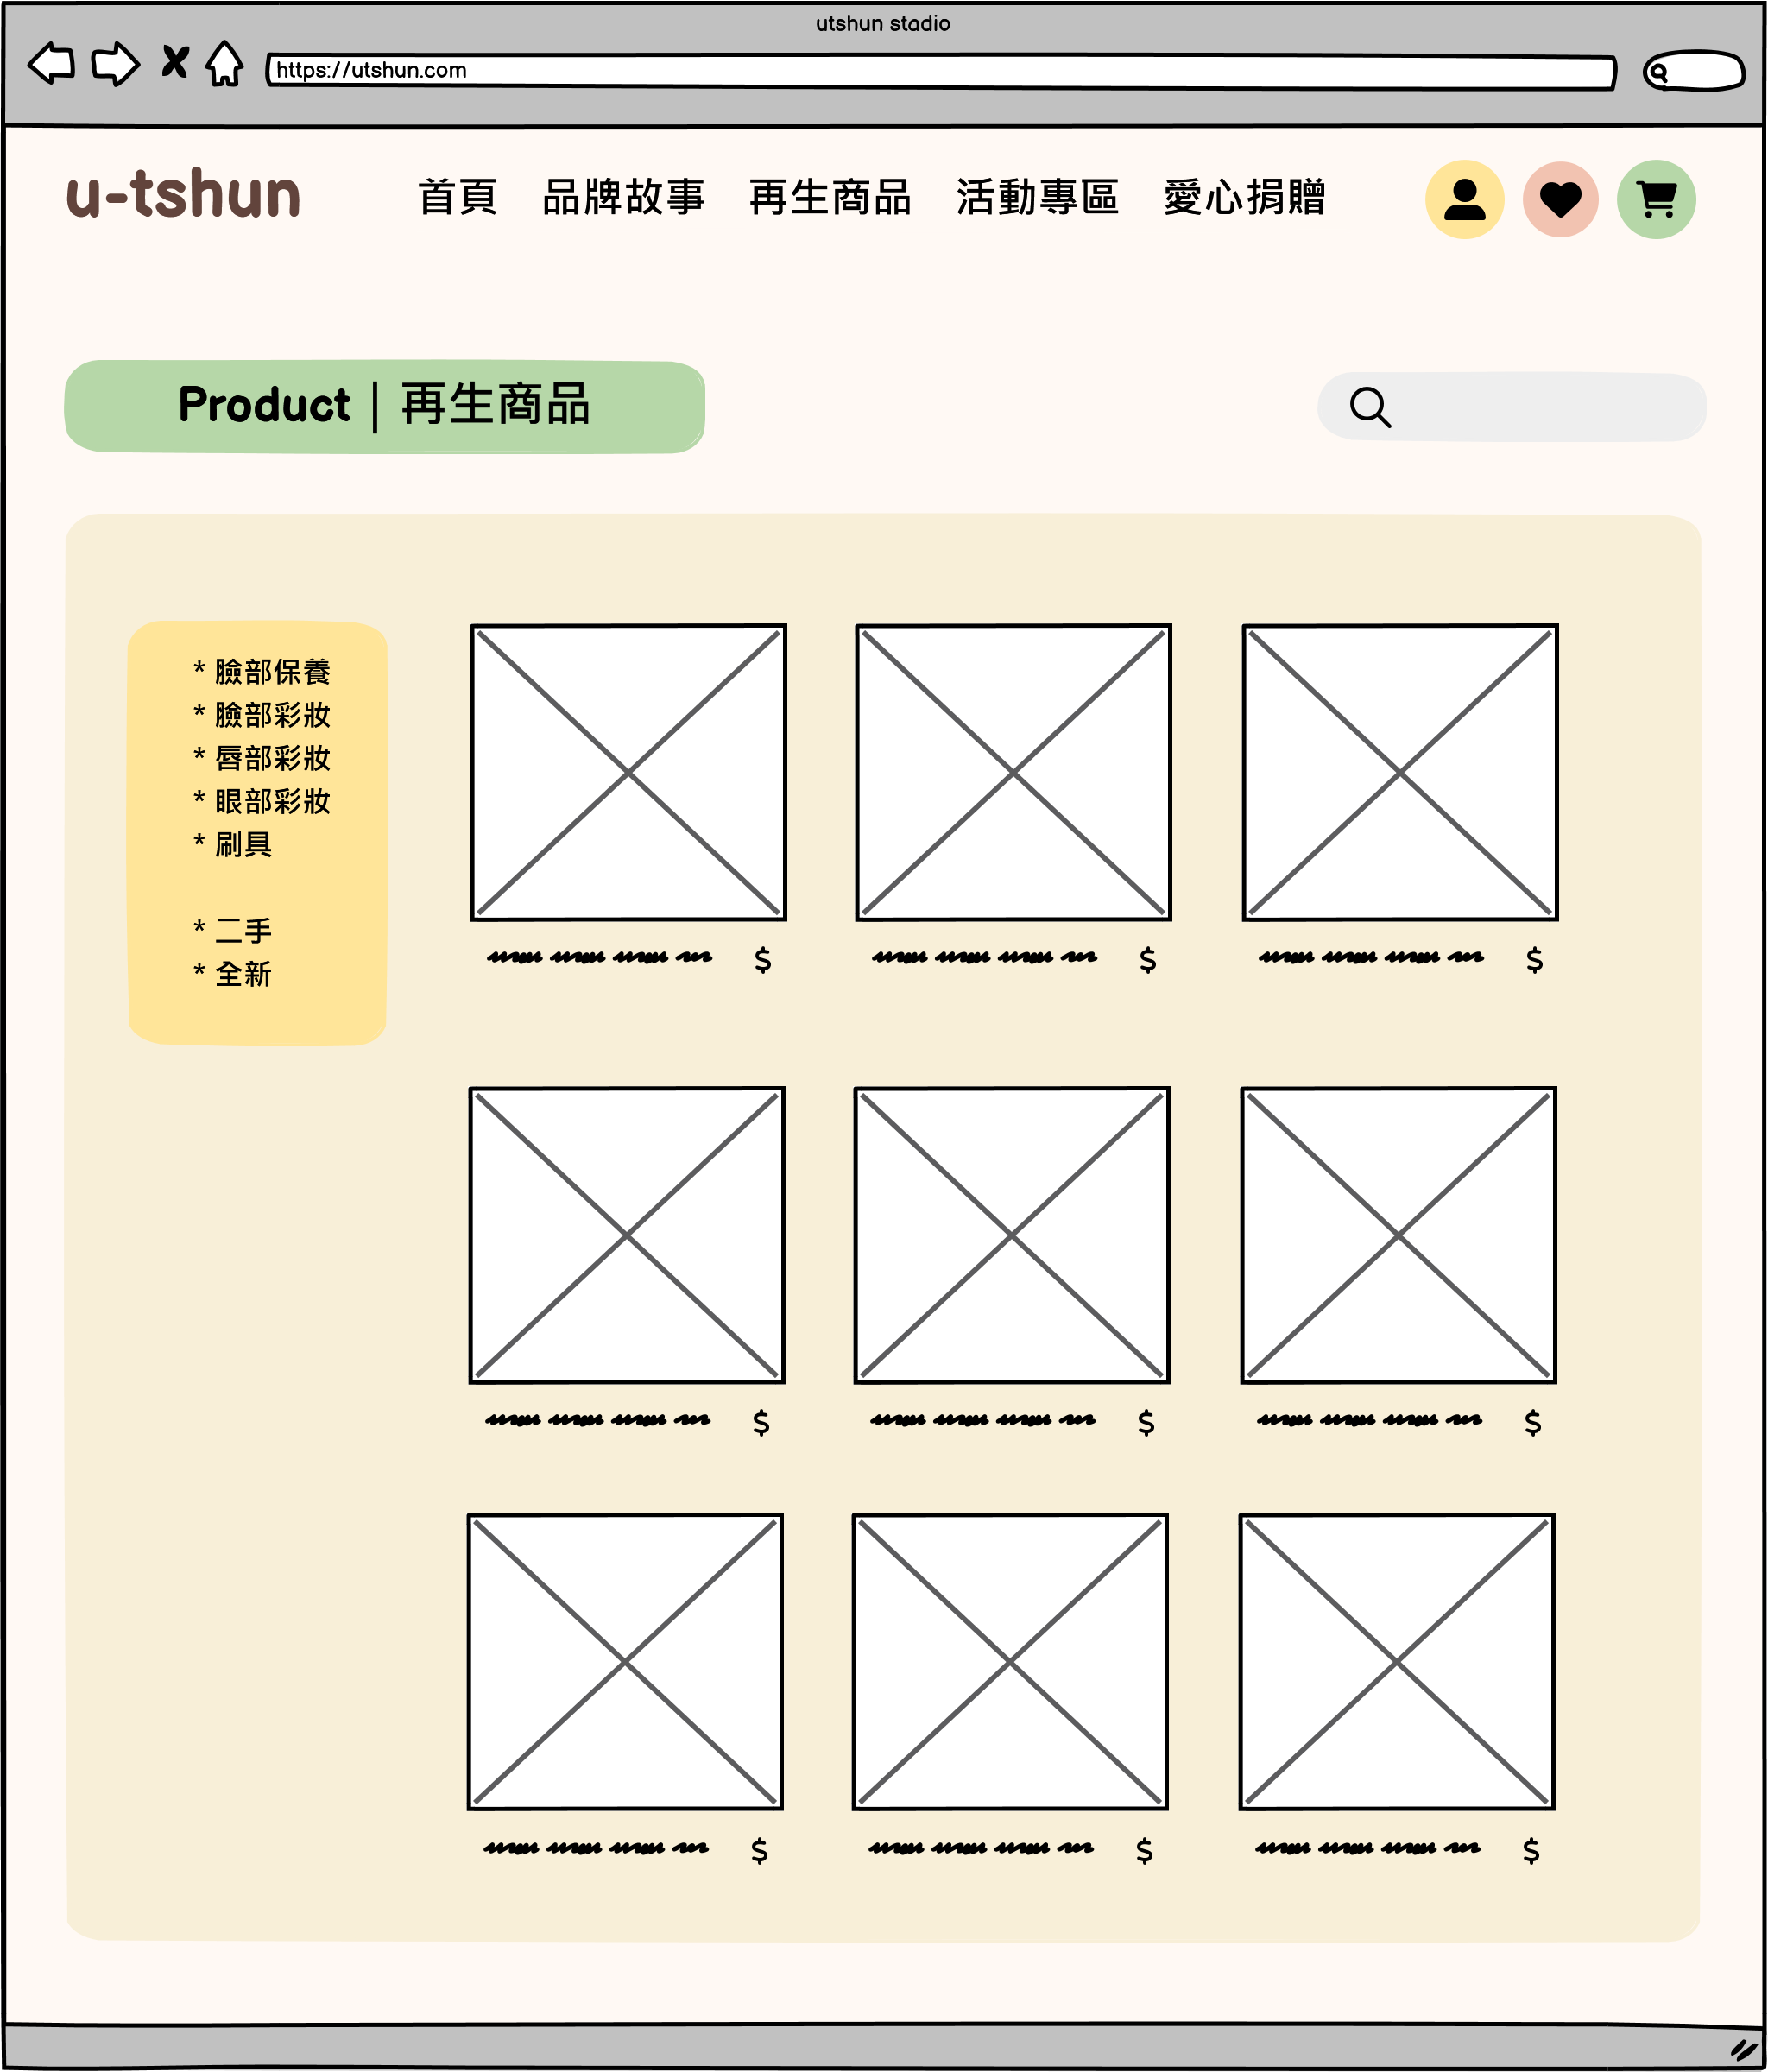 utshun stadio
https://utshun.com
u-tshun
首頁 品牌故事 再生商品 活動專區 愛心捐贈
Product | 再生商品
* 臉部保養
* 臉部彩妝
* 唇部彩妝
* 眼部彩妝
* 刷具
* 二手
* 全新
$ $ $
$ $ $
$ $ $